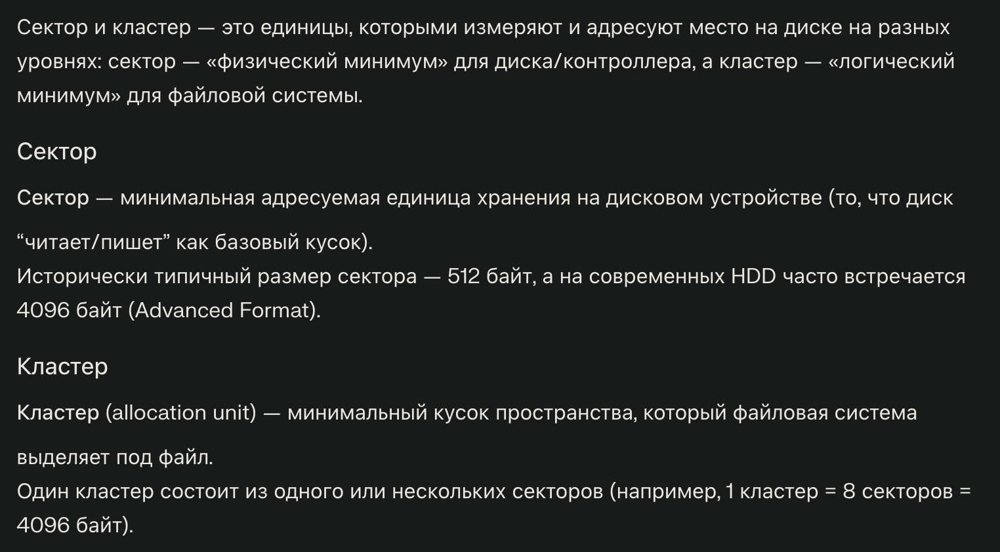 Сектор и кластер — это единицы, которыми измеряют и адресуют место на диске на разных
уровнях: сектор — «физический минимум» для диска/контроллера, а кластер — «логический
минимум» для файловой системы.
Сектор
Сектор — минимальная адресуемая единица хранения на дисковом устройстве (то, что диск
“читает/пишет” как базовый кусок).
Исторически типичный размер сектора — 512 байт, а на современных HDD часто встречается
4096 байт (Advanced Format).
Кластер
Кластер (allocation unit) — минимальный кусок пространства, который файловая система
выделяет под файл.
Один кластер состоит из одного или нескольких секторов (например, 1 кластер = 8 секторов =
4096 байт).